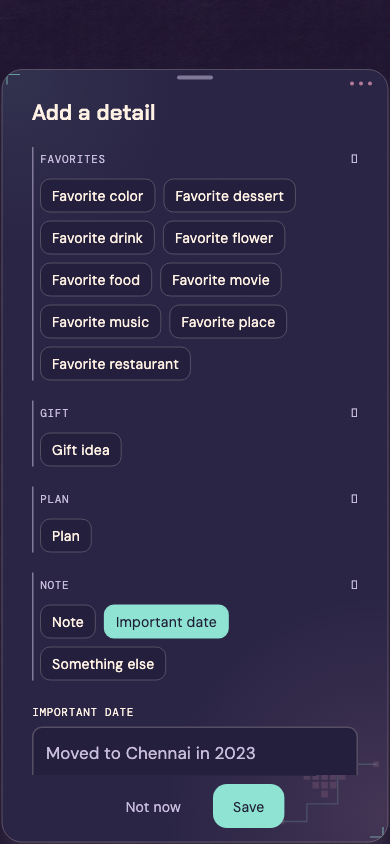 Add a detail
FAVORITES
Favorite color Favorite dessert
Favorite drink Favorite flower
Favorite food Favorite movie
Favorite music Favorite place
Favorite restaurant
GIFT
Gift idea
PLAN
Plan
NOTE
Note Important date
Something else
IMPORTANT DATE
Moved to Chennai in 2023
Not now Save